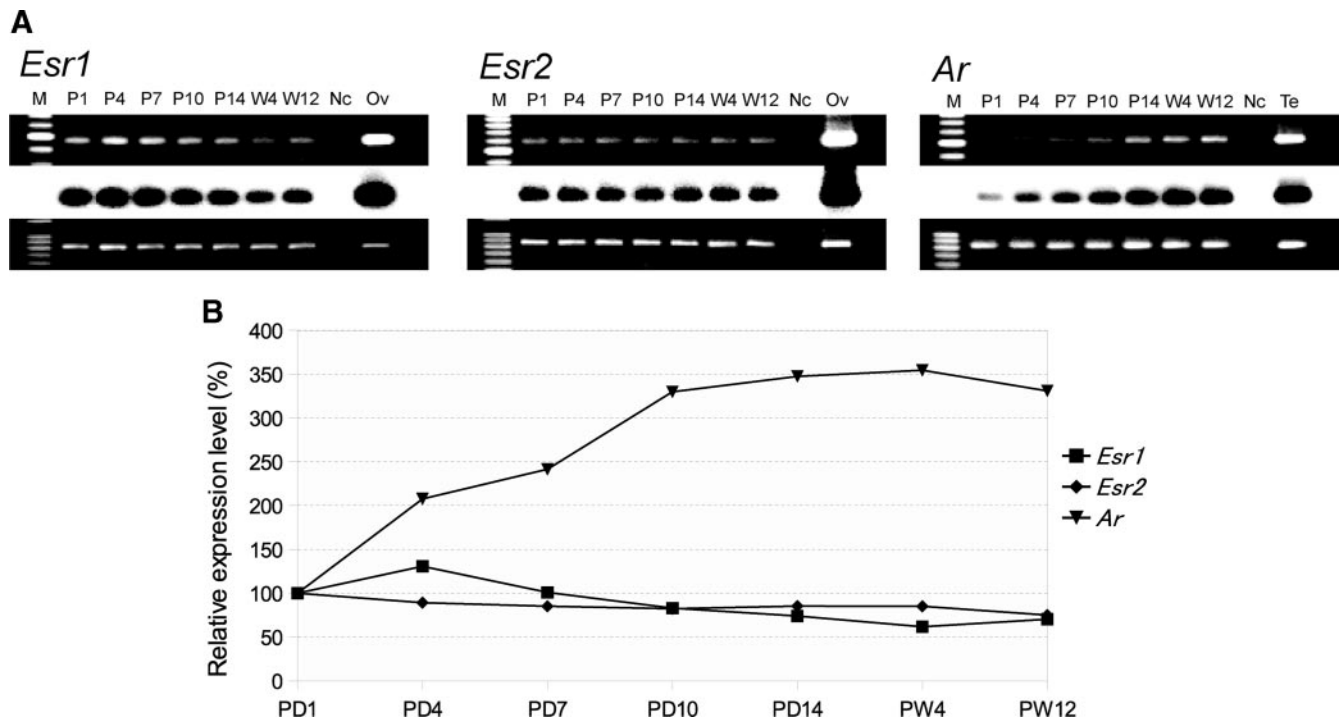 A
Esr1
M P1 P4 P7 P10 P14 W4 W12 Nc Ov
Esr2
M P1 P4 P7 P10 P14 W4 W12 Nc Ov
Ar
M P1 P4 P7 P10 P14 W4 W12 Nc Te
B
Relative expression level (%)
400
350
300
250
200
150
100
50
0
PD1 PD4 PD7 PD10 PD14 PW4 PW12
Esr1
Esr2
Ar